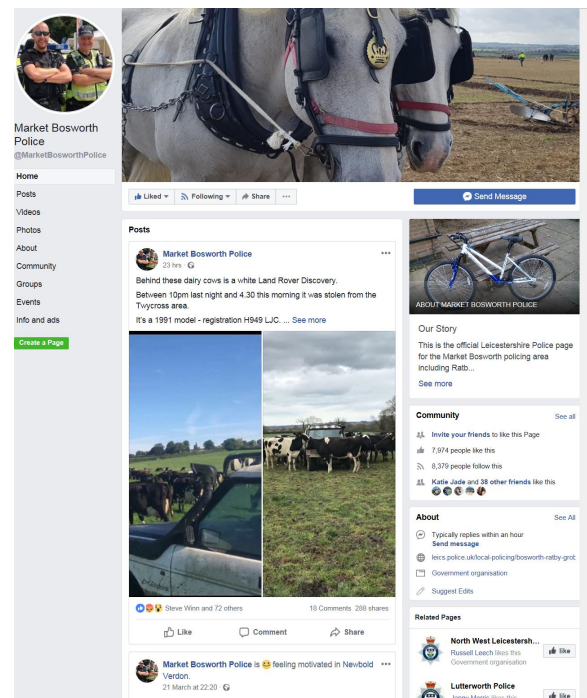 Market Bosworth
Police
@MarketBosworthPolice
Home
Posts
Videos
Photos
About
Community
Groups
Events
Info and ads
Create a Page
Liked
Following
Share
Send Message
Posts
Market Bosworth Police
23 hrs
Behind these dairy cows is a white Land Rover Discovery.
Between 10pm last night and 4.30 this morning it was stolen from the
Twycross area.
It's a 1991 model - registration H949 LJC. ... See more
Steve Winn and 72 others
18 Comments 288 shares
Like
Comment
Share
Market Bosworth Police is feeling motivated in Newbold
Verdon.
21 March at 22:20
ABOUT MARKET BOSWORTH POLICE
Our Story
This is the official Leicestershire Police page
for the Market Bosworth policing area
including Ratb...
See more
Community
See all
Invite your friends to like this Page
7,974 people like this
8,379 people follow this
Katie Jade and 38 other friends like this
About
See All
Typically replies within an hour
Send message
leics.police.uk/local-policing/bosworth-ratby-grob
Government organisation
Suggest Edits
Related Pages
North West Leicestersh...
Russell Leech likes this
Government organisation
like
Lutterworth Police
like